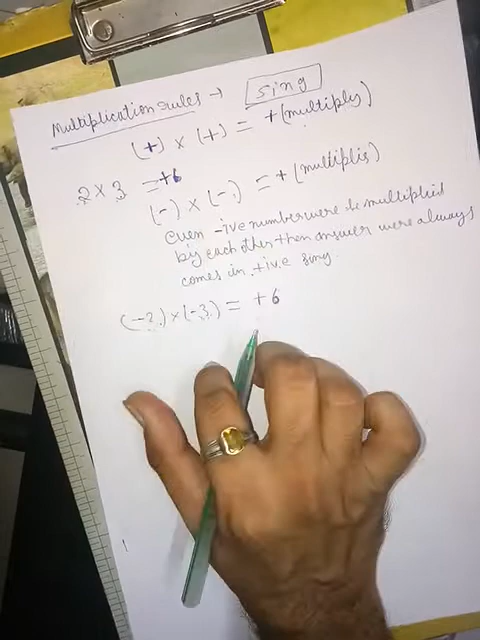 Multiplication rules → sing
(+) × (+) = + (multiply)
2 × 3 = +6
(-) × (-) = + (multiplis)
even -ive number were be multiplied
by each other then answer were always
comes in +ive sing.
(-2) × (-3) = +6